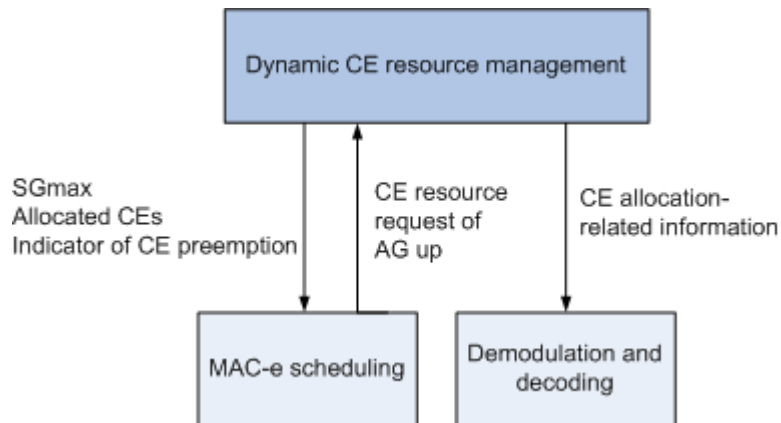 Dynamic CE resource management
SGmax
Allocated CEs
Indicator of CE preemption
CE resource
request of
AG up
CE allocation-
related information
MAC-e scheduling
Demodulation and
decoding